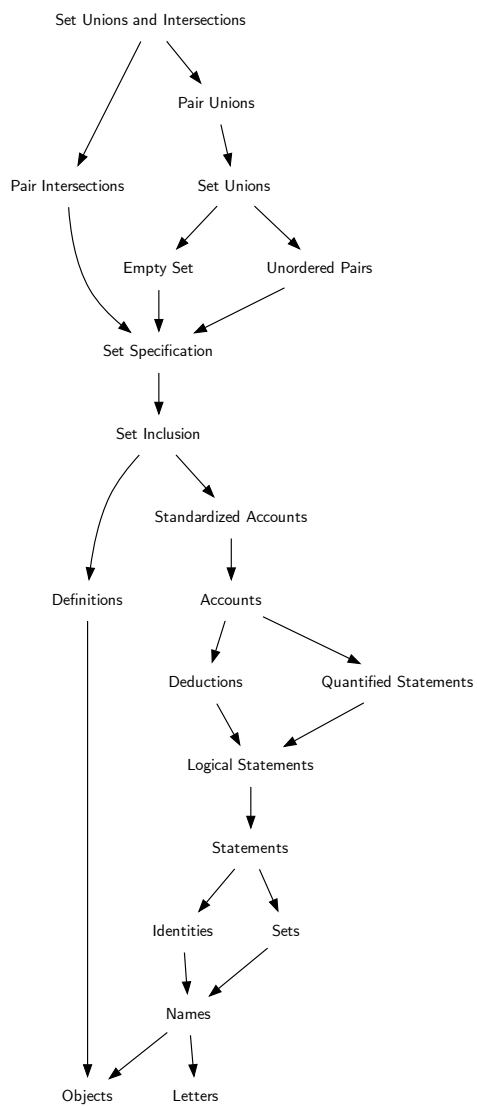 Set Unions and Intersections
Pair Unions
Pair Intersections
Set Unions
Empty Set
Unordered Pairs
Set Specification
Set Inclusion
Standardized Accounts
Definitions
Accounts
Deductions
Quantified Statements
Logical Statements
Statements
Identities
Sets
Names
Objects
Letters